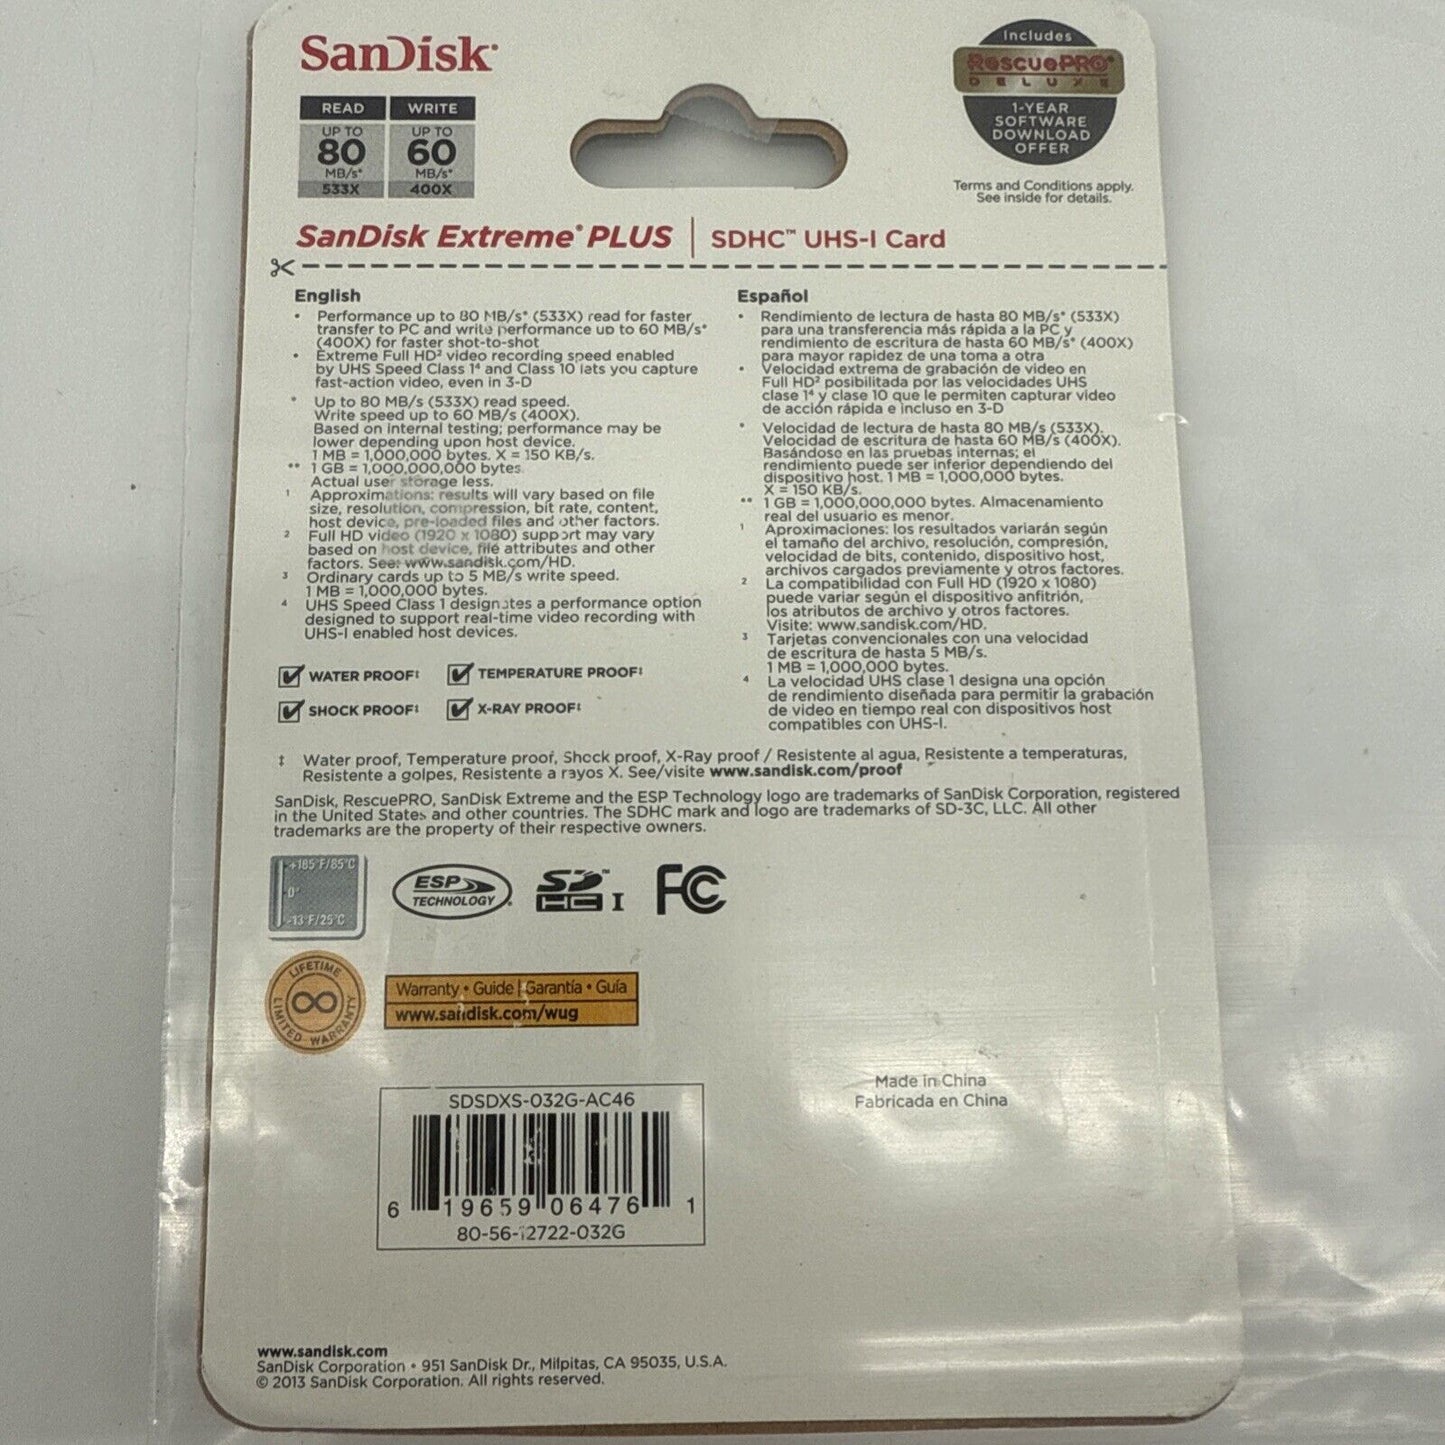 SanDisk®
READ WRITE
UP TO 80 MB/s* 533X
UP TO 60 MB/s* 400X
Includes
RescuePRO®
DELUXE
1-YEAR
SOFTWARE
DOWNLOAD
OFFER
Terms and Conditions apply.
See inside for details.
SanDisk Extreme® PLUS | SDHC™ UHS-I Card
English
• Performance up to 80 MB/s* (533X) read for faster
transfer to PC and write performance up to 60 MB/s*
(400X) for faster shot-to-shot
• Extreme Full HD² video recording speed enabled
by UHS Speed Class 1⁴ and Class 10 lets you capture
fast-action video, even in 3-D
* Up to 80 MB/s (533X) read speed.
Write speed up to 60 MB/s (400X).
Based on internal testing; performance may be
lower depending upon host device.
1 MB = 1,000,000 bytes. X = 150 KB/s.
** 1 GB = 1,000,000,000 bytes.
Actual user storage less.
¹ Approximations: results will vary based on file
size, resolution, compression, bit rate, content,
host device, pre-loaded files and other factors.
² Full HD video (1920 x 1080) support may vary
based on host device, file attributes and other
factors. See: www.sandisk.com/HD.
³ Ordinary cards up to 5 MB/s write speed.
1 MB = 1,000,000 bytes.
⁴ UHS Speed Class 1 designates a performance option
designed to support real-time video recording with
UHS-I enabled host devices.
WATER PROOF‡ TEMPERATURE PROOF‡
SHOCK PROOF‡ X-RAY PROOF‡
Español
• Rendimiento de lectura de hasta 80 MB/s* (533X)
para una transferencia más rápida a la PC y
rendimiento de escritura de hasta 60 MB/s* (400X)
para mayor rapidez de una toma a otra
• Velocidad extrema de grabación de video en
Full HD² posibilitada por las velocidades UHS
clase 1⁴ y clase 10 que le permiten capturar video
de acción rápida e incluso en 3-D
* Velocidad de lectura de hasta 80 MB/s (533X).
Velocidad de escritura de hasta 60 MB/s (400X).
Basándose en las pruebas internas; el
rendimiento puede ser inferior dependiendo del
dispositivo host. 1 MB = 1,000,000 bytes.
X = 150 KB/s.
** 1 GB = 1,000,000,000 bytes. Almacenamiento
real del usuario es menor.
¹ Aproximaciones: los resultados variarán según
el tamaño del archivo, resolución, compresión,
velocidad de bits, contenido, dispositivo host,
archivos cargados previamente y otros factores.
² La compatibilidad con Full HD (1920 x 1080)
puede variar según el dispositivo anfitrión,
los atributos de archivo y otros factores.
Visite: www.sandisk.com/HD.
³ Tarjetas convencionales con una velocidad
de escritura de hasta 5 MB/s.
1 MB = 1,000,000 bytes.
⁴ La velocidad UHS clase 1 designa una opción
de rendimiento diseñada para permitir la grabación
de video en tiempo real con dispositivos host
compatibles con UHS-I.
‡ Water proof, Temperature proof, Shock proof, X-Ray proof / Resistente al agua, Resistente a temperaturas,
Resistente a golpes, Resistente a rayos X. See/visite www.sandisk.com/proof
SanDisk, RescuePRO, SanDisk Extreme and the ESP Technology logo are trademarks of SanDisk Corporation, registered
in the United States and other countries. The SDHC mark and logo are trademarks of SD-3C, LLC. All other
trademarks are the property of their respective owners.
+185°F/85°C
0°
-13°F/25°C
ESP
TECHNOLOGY
SD™
HC I
FC
LIFETIME
LIMITED WARRANTY
Warranty • Guide | Garantía • Guía
www.sandisk.com/wug
Made in China
Fabricada en China
SDSDXS-032G-AC46
6 19659 06476 1
80-56-12722-032G
www.sandisk.com
SanDisk Corporation • 951 SanDisk Dr., Milpitas, CA 95035, U.S.A.
© 2013 SanDisk Corporation. All rights reserved.